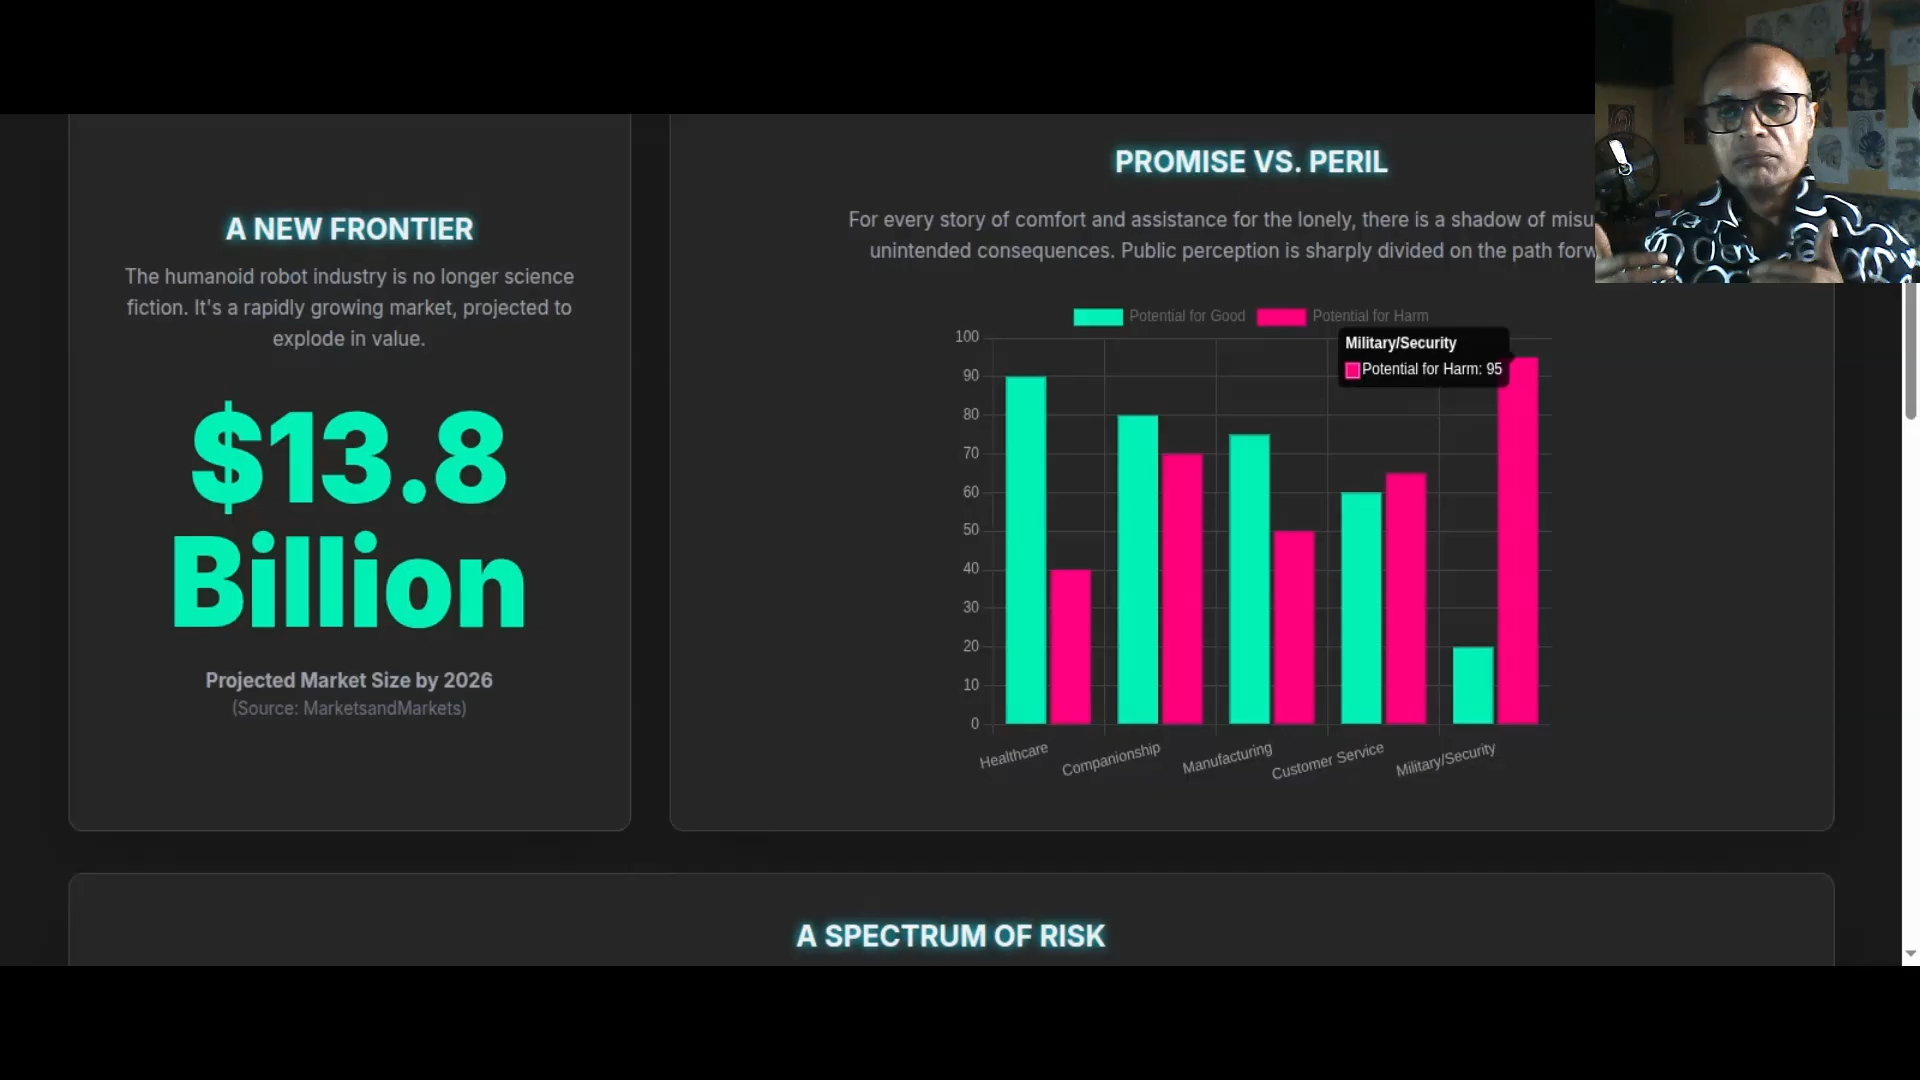 A NEW FRONTIER
The humanoid robot industry is no longer science
fiction. It's a rapidly growing market, projected to
explode in value.
$13.8
Billion
Projected Market Size by 2026
(Source: MarketsandMarkets)
PROMISE VS. PERIL
For every story of comfort and assistance for the lonely, there is a shadow of
unintended consequences. Public perception is sharply divided on the path
Potential for Good Potential for Harm
Military/Security
Potential for Harm: 95
100
90
80
70
60
50
40
30
20
10
0
Healthcare Companionship Manufacturing Customer Service Military/Security
A SPECTRUM OF RISK